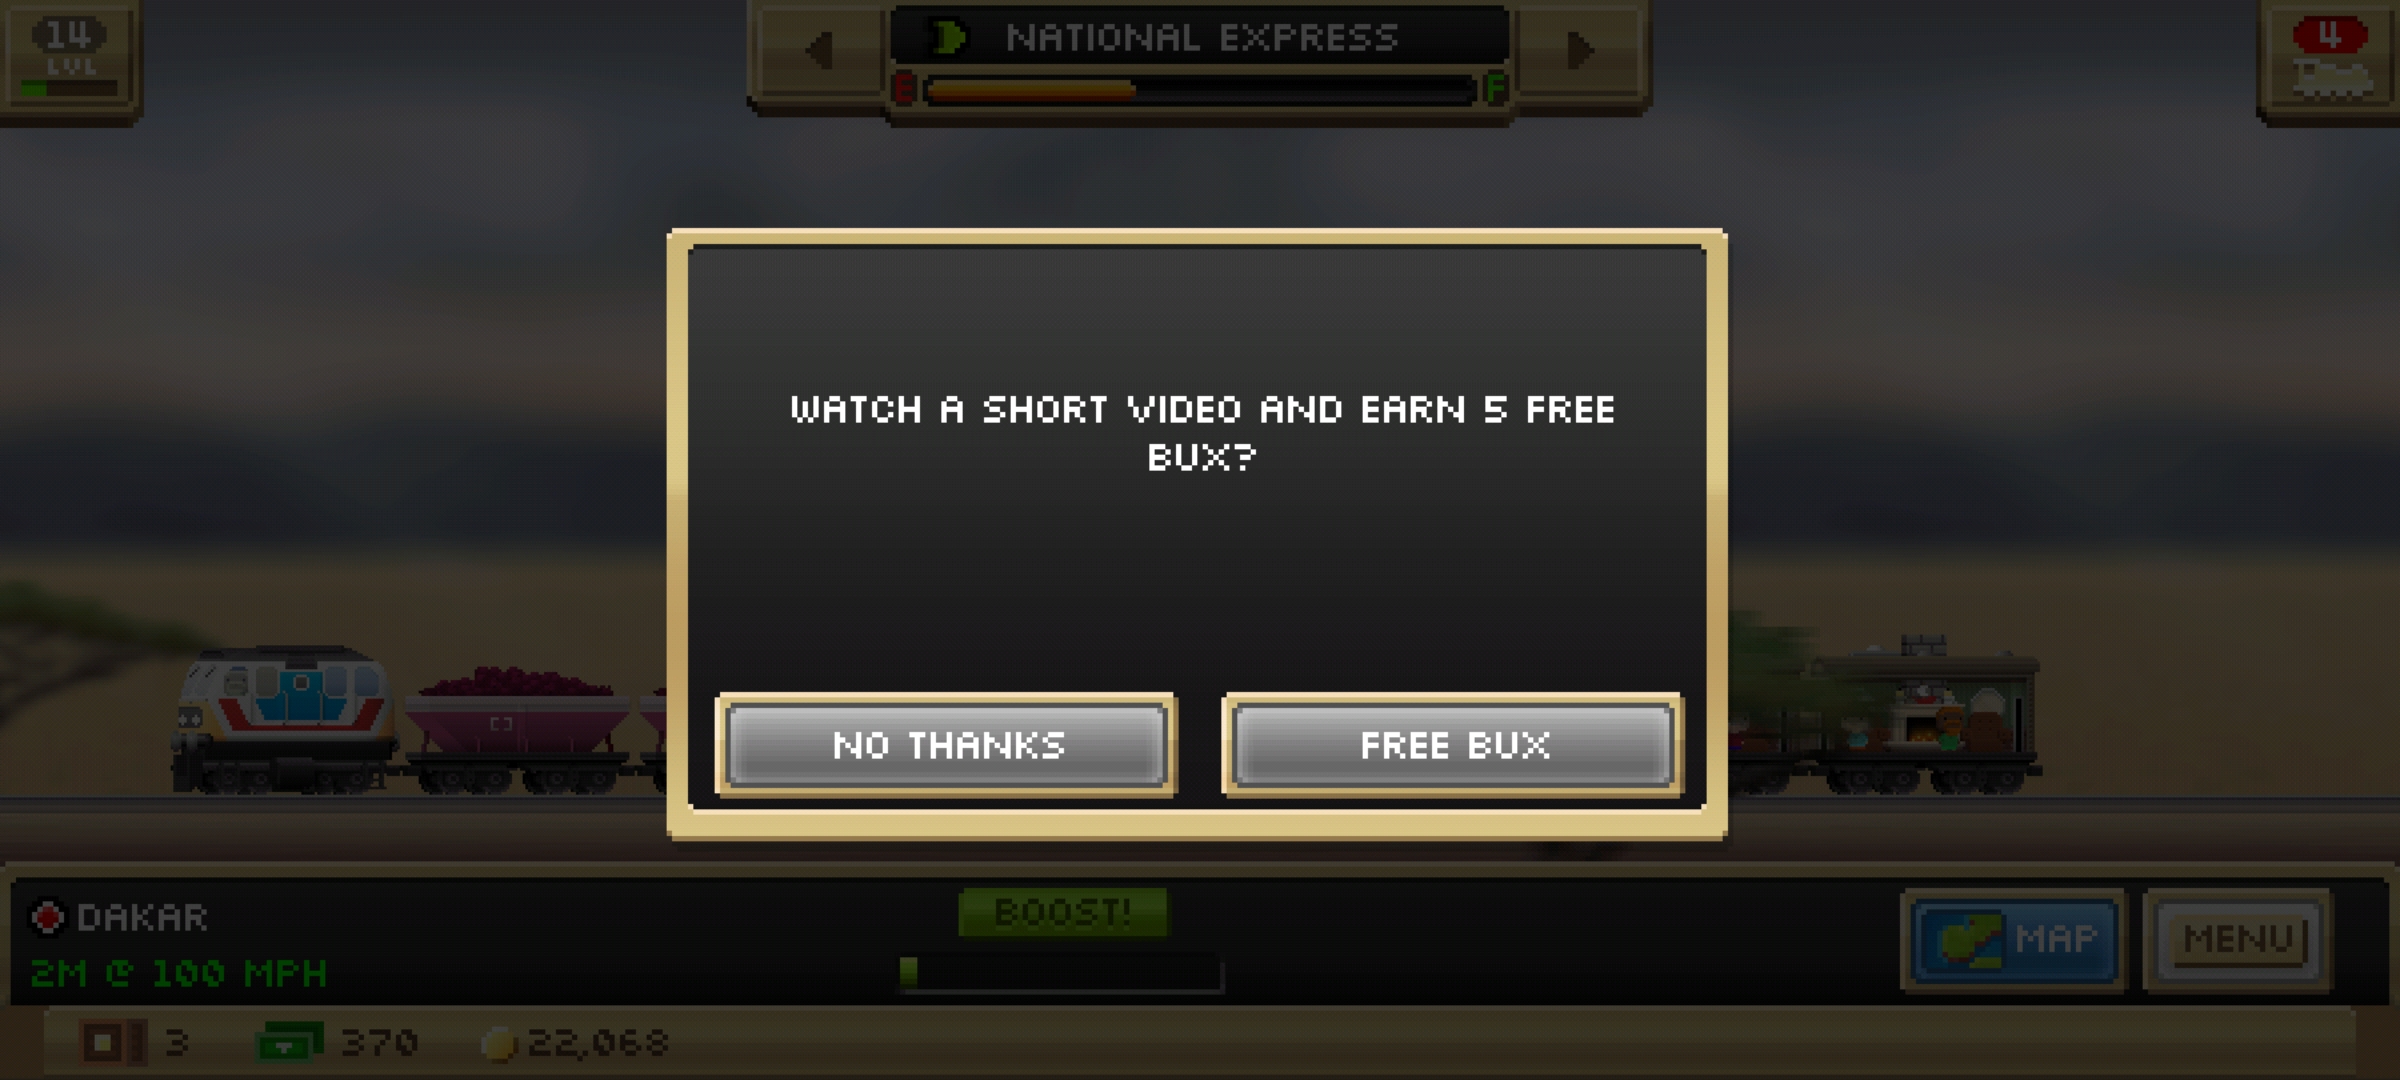 14
LVL
NATIONAL EXPRESS
E F
4
WATCH A SHORT VIDEO AND EARN 5 FREE
BUX?
NO THANKS
FREE BUX
DAKAR
2M @ 100 MPH
BOOST!
MAP
MENU
3
370
22,068